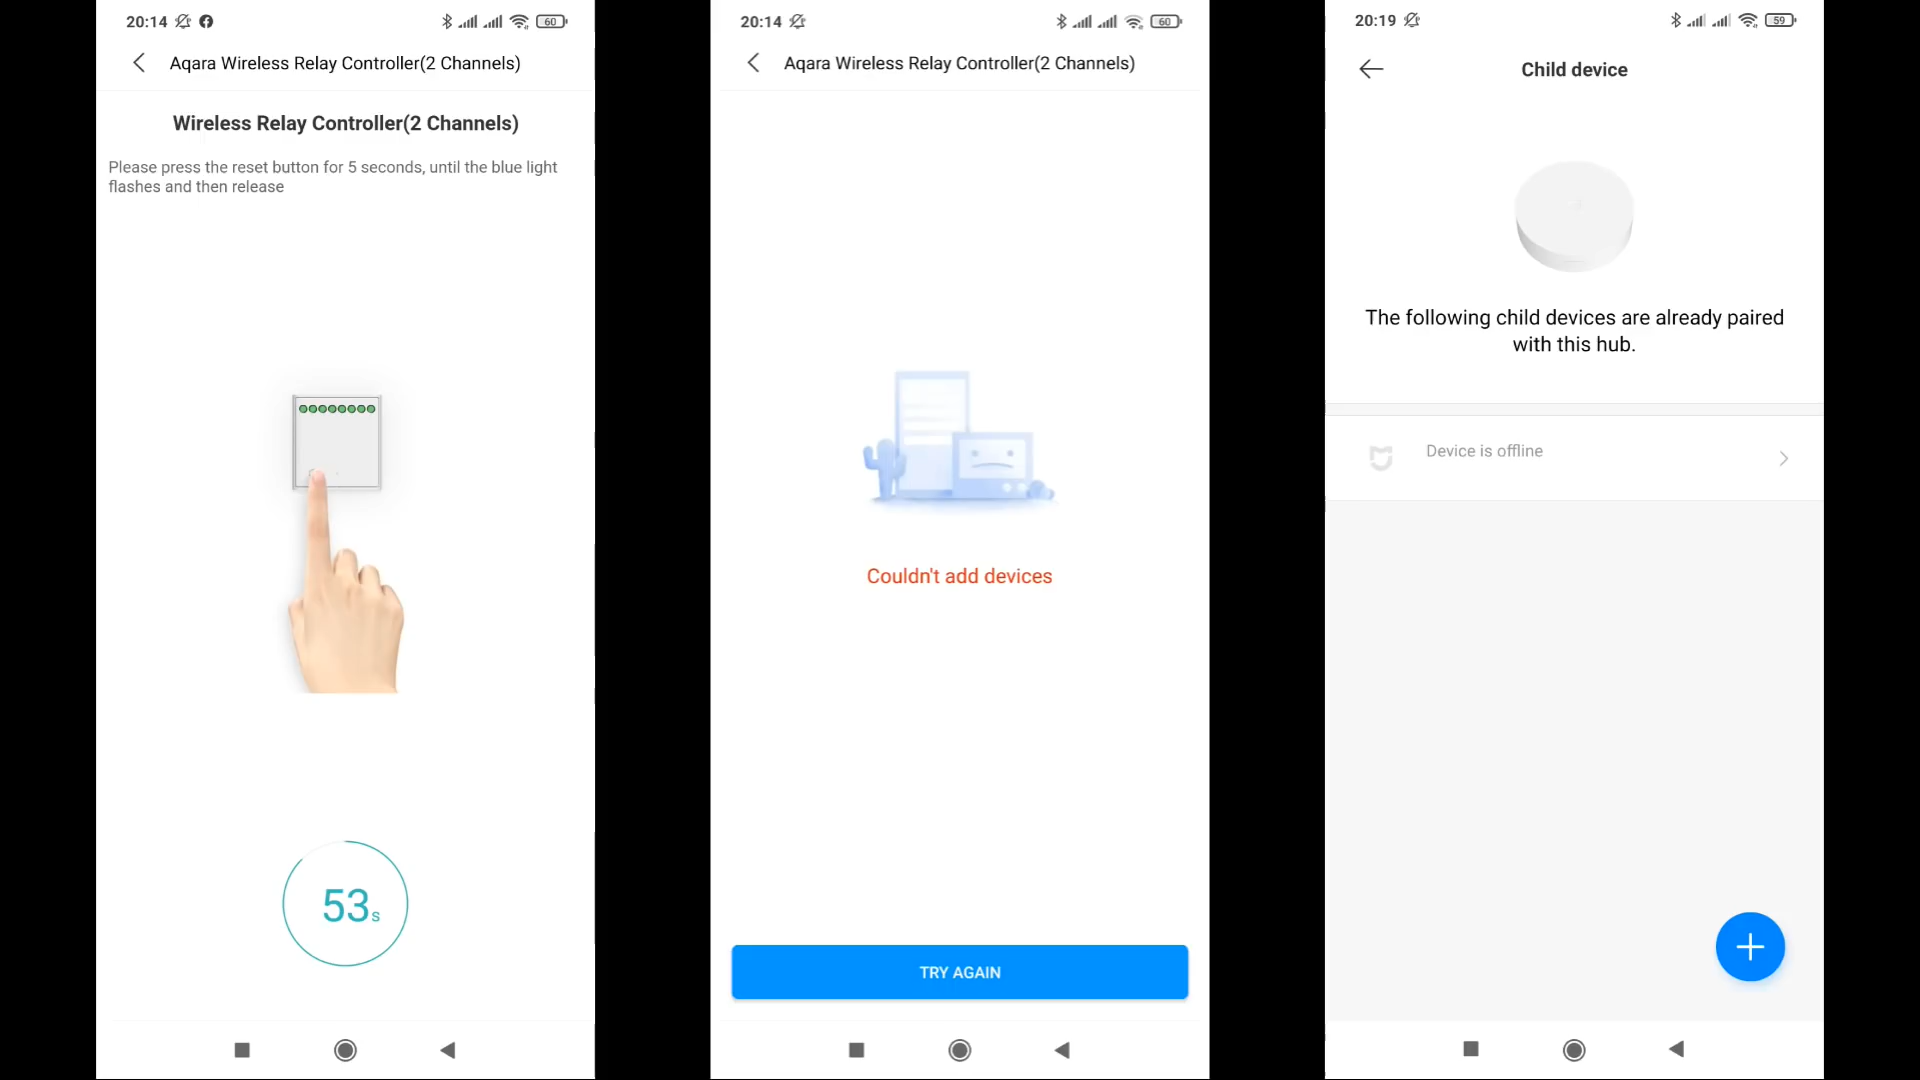 20:14
60
Aqara Wireless Relay Controller(2 Channels)
Wireless Relay Controller(2 Channels)
Please press the reset button for 5 seconds, until the blue light
flashes and then release
53s
20:14
60
Aqara Wireless Relay Controller(2 Channels)
Couldn't add devices
TRY AGAIN
20:19
59
Child device
The following child devices are already paired
with this hub.
Device is offline